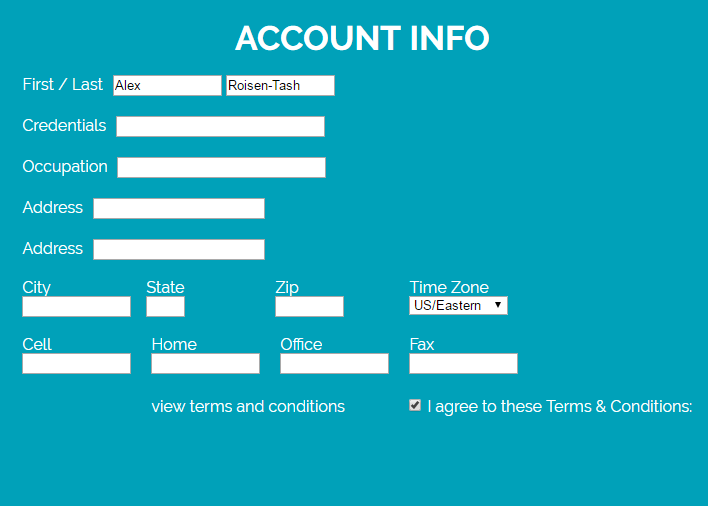 ACCOUNT INFO
First / Last Alex Roisen-Tash
Credentials
Occupation
Address
Address
City State Zip Time Zone
US/Eastern
Cell Home Office Fax
view terms and conditions I agree to these Terms & Conditions: